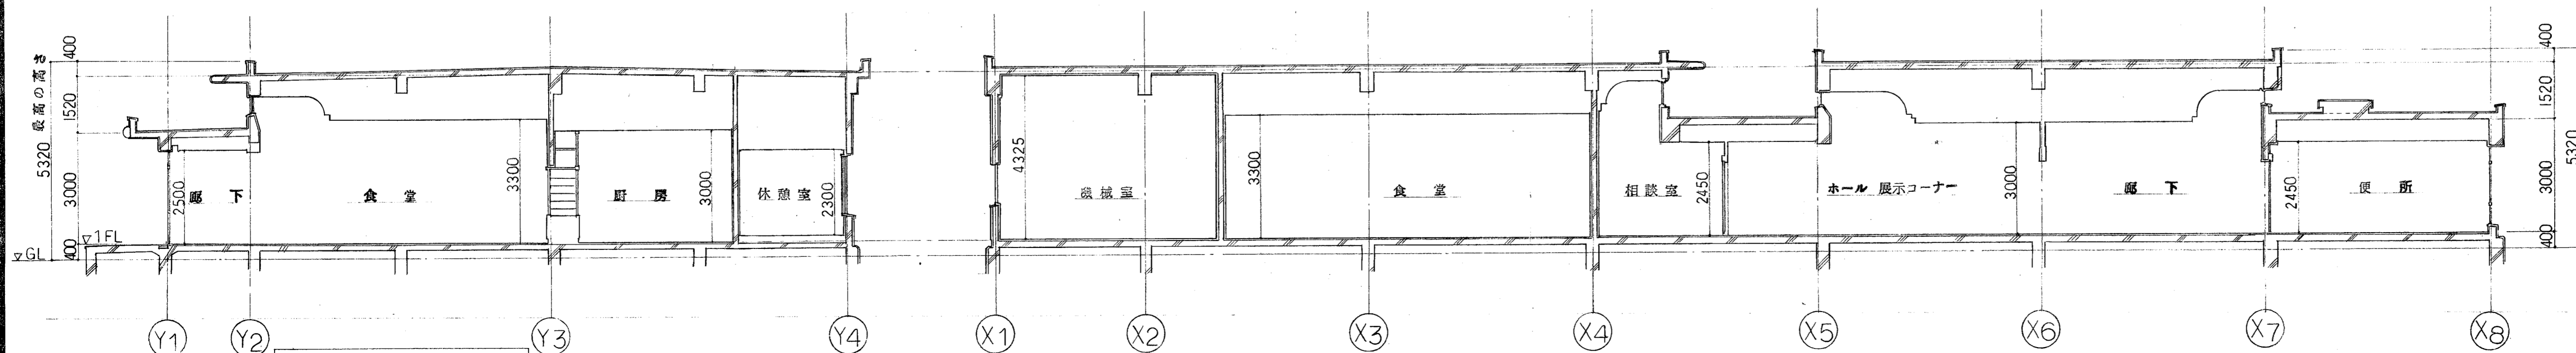 400
1520
3000
400
最高の高さ
5320
▽GL
▽1FL
2500
廊下
食堂
3300
厨房
3000
休憩室
2300
4325
機械室
3300
食堂
相談室
2450
ホール 展示コーナー
3000
廊下
2450
便所
400
1520
3000
400
5320
Y1
Y2
Y3
Y4
X1
X2
X3
X4
X5
X6
X7
X8